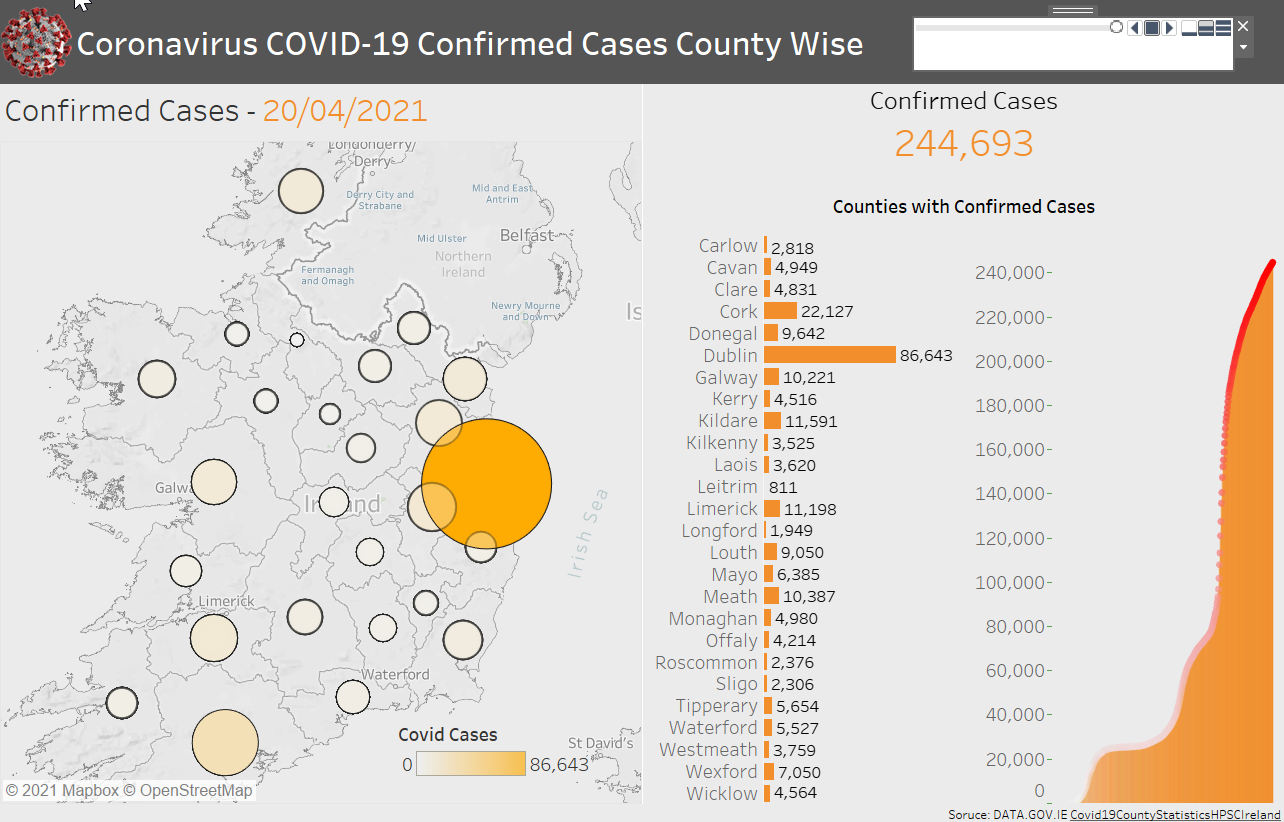 Coronavirus COVID-19 Confirmed Cases County Wise
Confirmed Cases - 20/04/2021
Londonderry/
Derry
Derry City and
Strabane
Mid and East
Antrim
Mid Ulster
Belfast
Northern
Ireland
Fermanagh
and Omagh
Newry Mourne
and Down
Is
Galwa
Ireland
Irish Sea
Limerick
Waterford
St David's
Covid Cases
0
86,643
© 2021 Mapbox © OpenStreetMap
Confirmed Cases
244,693
Counties with Confirmed Cases
Carlow 2,818
Cavan 4,949
Clare 4,831
Cork 22,127
Donegal 9,642
Dublin 86,643
Galway 10,221
Kerry 4,516
Kildare 11,591
Kilkenny 3,525
Laois 3,620
Leitrim 811
Limerick 11,198
Longford 1,949
Louth 9,050
Mayo 6,385
Meath 10,387
Monaghan 4,980
Offaly 4,214
Roscommon 2,376
Sligo 2,306
Tipperary 5,654
Waterford 5,527
Westmeath 3,759
Wexford 7,050
Wicklow 4,564
240,000
220,000
200,000
180,000
160,000
140,000
120,000
100,000
80,000
60,000
40,000
20,000
0
Soruce: DATA.GOV.IE Covid19CountyStatisticsHPSCIreland